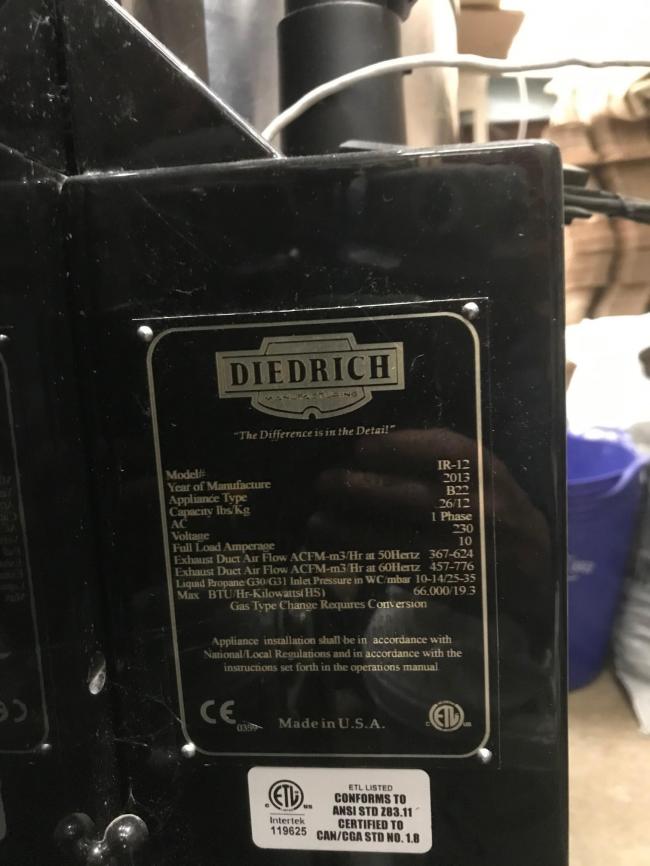 DIEDRICH
MANUFACTURING
"The Difference is in the Detail"
Model# IR-12
Year of Manufacture 2013
Appliance Type B22
Capacity lbs/Kg 26/12
AC 1 Phase
Voltage 230
Full Load Amperage 10
Exhaust Duct Air Flow ACFM-m3/Hr at 50Hertz 367-624
Exhaust Duct Air Flow ACFM-m3/Hr at 60Hertz 457-776
Liquid Propane/G30/G31 Inlet Pressure in WC/mbar 10-14/25-35
Max BTU/Hr-Kilowatts(HS) 66.000/19.3
Gas Type Change Requires Conversion
Appliance installation shall be in accordance with
National/Local Regulations and in accordance with the
instructions set forth in the operations manual
CE 0359 Made in U.S.A. C ETL US
C ETL US
Intertek
119625
ETL LISTED
CONFORMS TO
ANSI STD Z83.11
CERTIFIED TO
CAN/CGA STD NO. 1.8